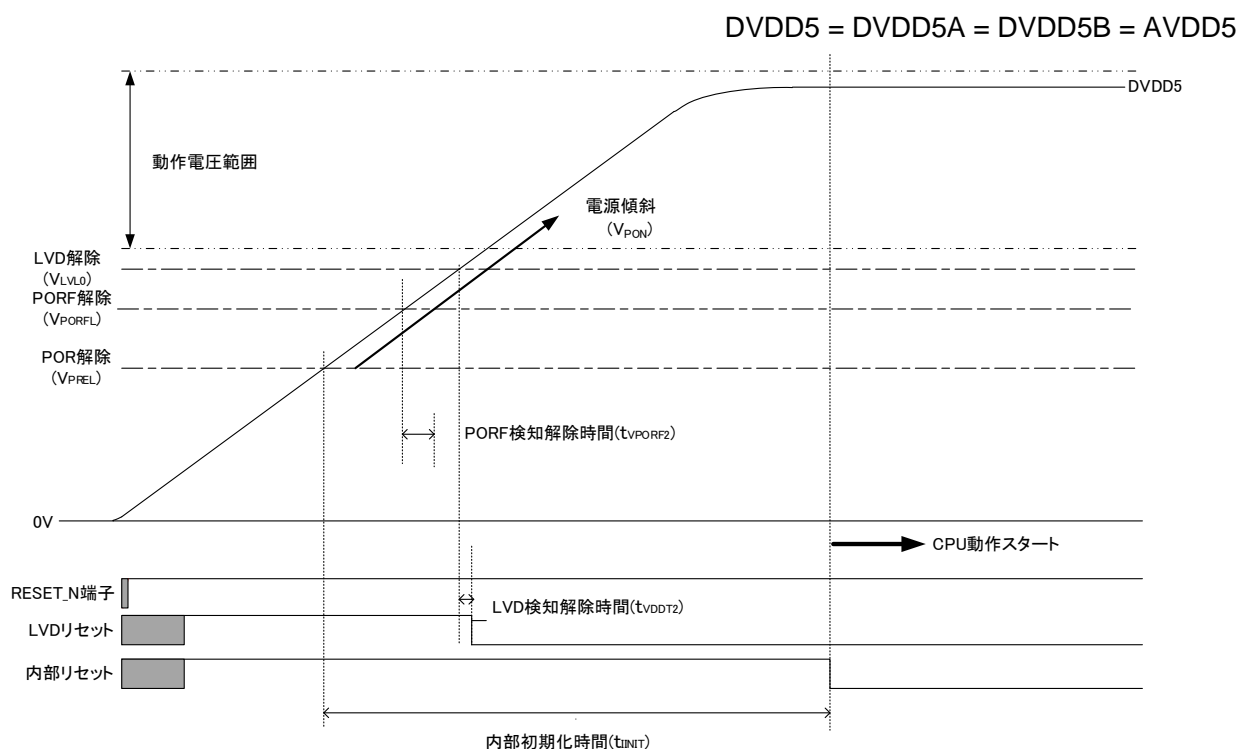 DVDD5 = DVDD5A = DVDD5B = AVDD5
DVDD5
動作電圧範囲
電源傾斜
(VPON)
LVD解除
(VLVL0)
PORF解除
(VPORFL)
POR解除
(VPREL)
PORF検知解除時間(tVPORF2)
0V
CPU動作スタート
RESET_N端子
LVD検知解除時間(tVDDT2)
LVDリセット
内部リセット
内部初期化時間(tIINIT)